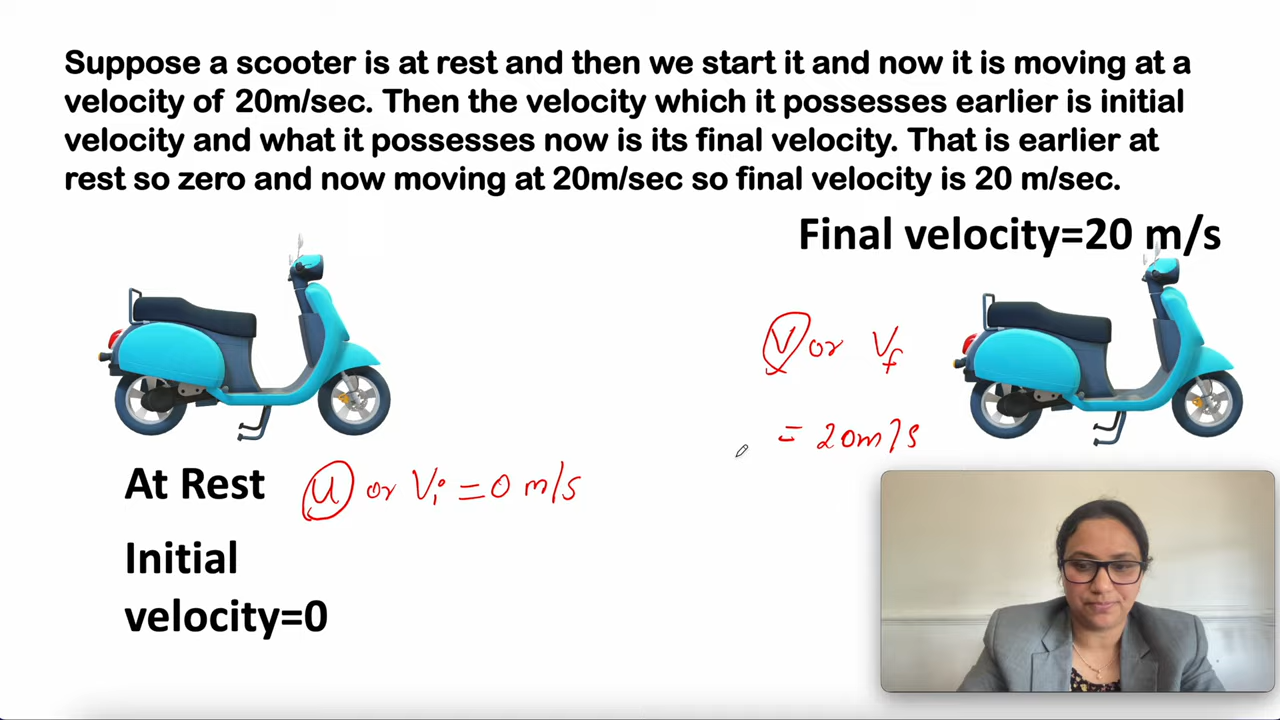 Suppose a scooter is at rest and then we start it and now it is moving at a
velocity of 20m/sec. Then the velocity which it possesses earlier is initial
velocity and what it possesses now is its final velocity. That is earlier at
rest so zero and now moving at 20m/sec so final velocity is 20 m/sec.
Final velocity=20 m/s
V or Vf
= 20m/s
At Rest
u or Vi = 0 m/s
Initial
velocity=0